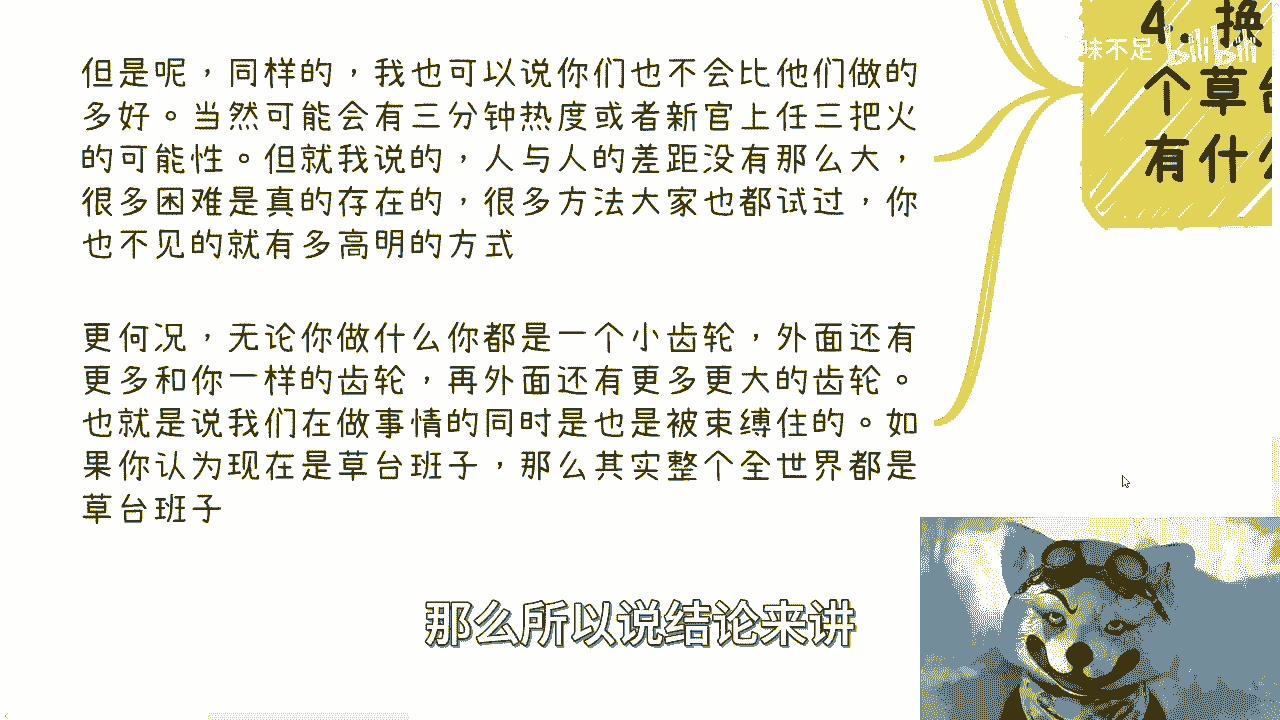 但是呢，同样的，我也可以说你们也不会比他们做的
多好。当然可能会有三分钟热度或者新官上任三把火
的可能性。但就我说的，人与人的差距没有那么大，
很多困难是真的存在的，很多方法大家也都试过，你
也不见的就有多高明的方式
更何况，无论你做什么你都是一个小齿轮，外面还有
更多和你一样的齿轮，再外面还有更多更大的齿轮。
也就是说我们在做事情的同时是也是被束缚住的。如
果你认为现在是草台班子，那么其实整个全世界都是
草台班子
4. 换
味不足 bilibili
个草台
有什么
那么所以说结论来讲